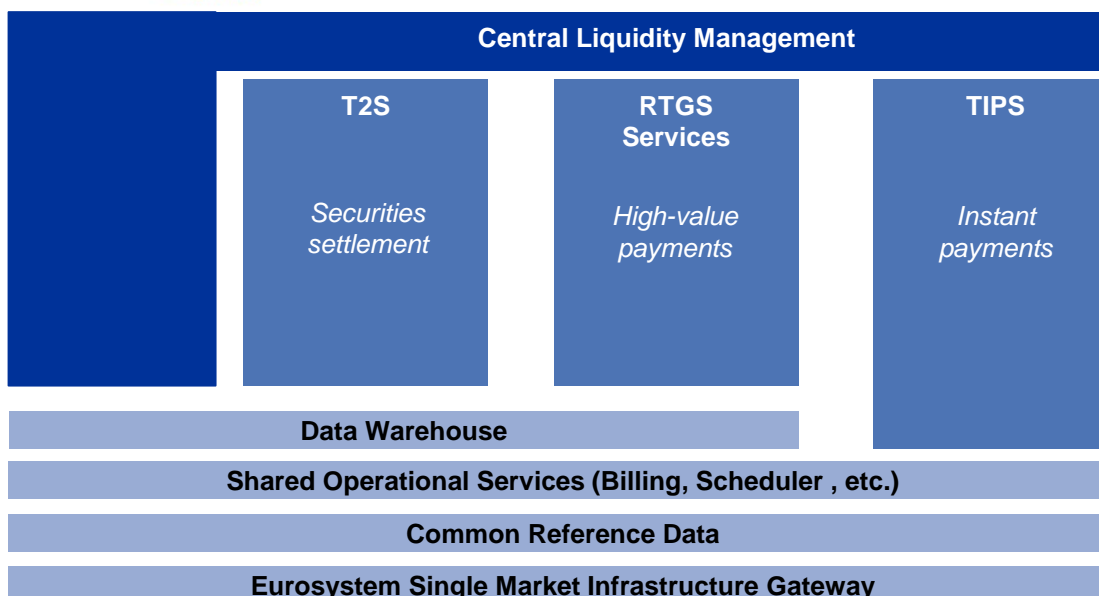 Central Liquidity Management
T2S
Securities
settlement
RTGS
Services
High-value
payments
TIPS
Instant
payments
Data Warehouse
Shared Operational Services (Billing, Scheduler , etc.)
Common Reference Data
Eurosystem Single Market Infrastructure Gateway